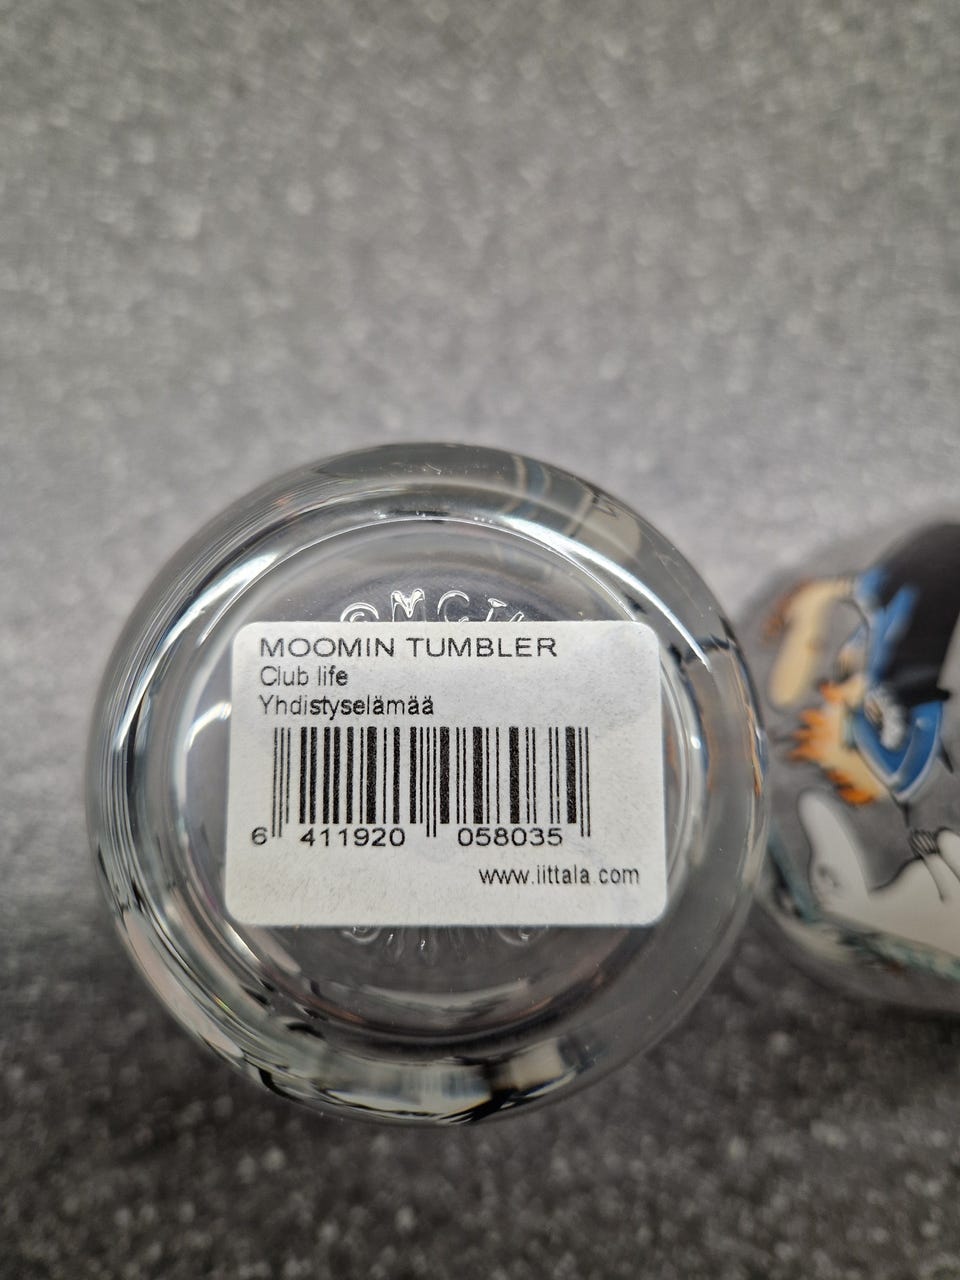 MOOMIN TUMBLER
Club life
Yhdistyselämää
6 411920 058035
www.iittala.com